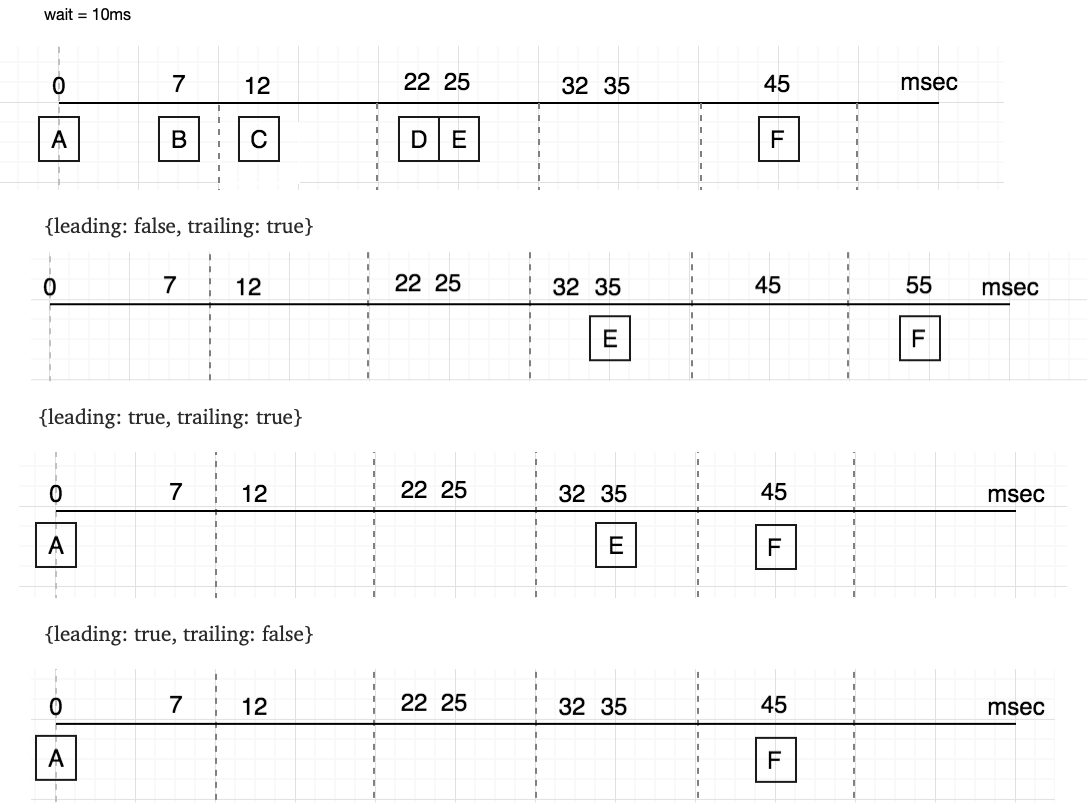 wait = 10ms
0 7 12 22 25 32 35 45 msec
A B C D E F
{leading: false, trailing: true}
0 7 12 22 25 32 35 45 55 msec
E F
{leading: true, trailing: true}
0 7 12 22 25 32 35 45 msec
A E F
{leading: true, trailing: false}
0 7 12 22 25 32 35 45 msec
A F